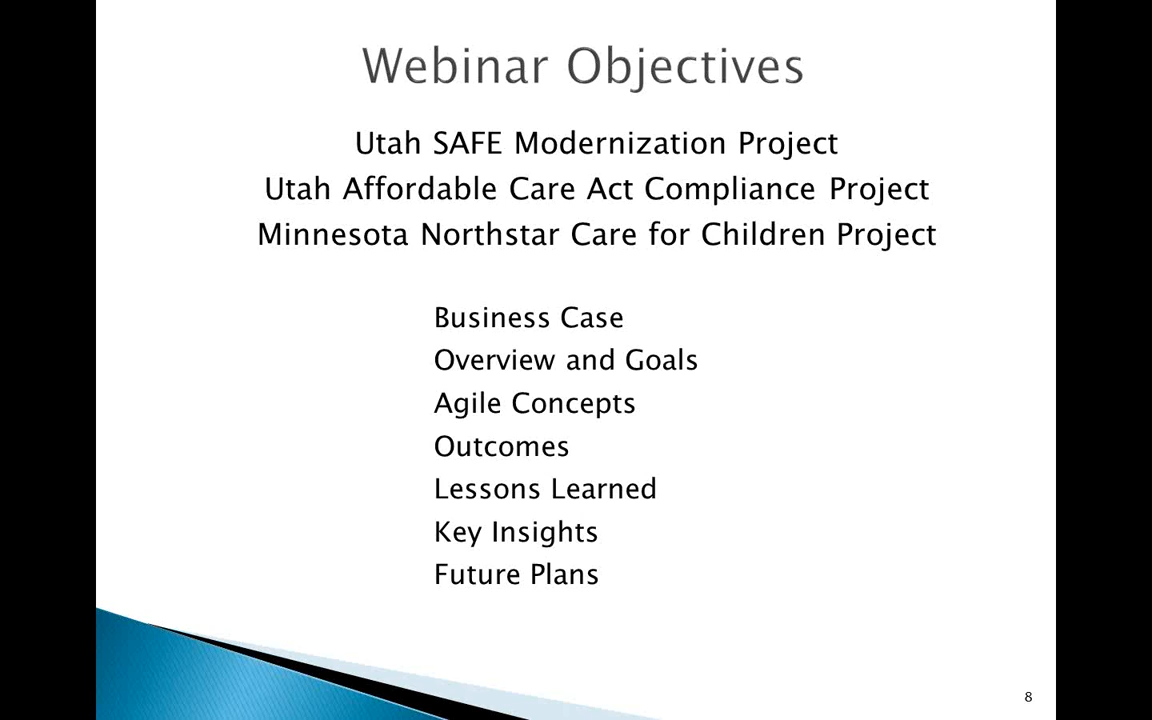 Webinar Objectives
Utah SAFE Modernization Project
Utah Affordable Care Act Compliance Project
Minnesota Northstar Care for Children Project
Business Case
Overview and Goals
Agile Concepts
Outcomes
Lessons Learned
Key Insights
Future Plans
8